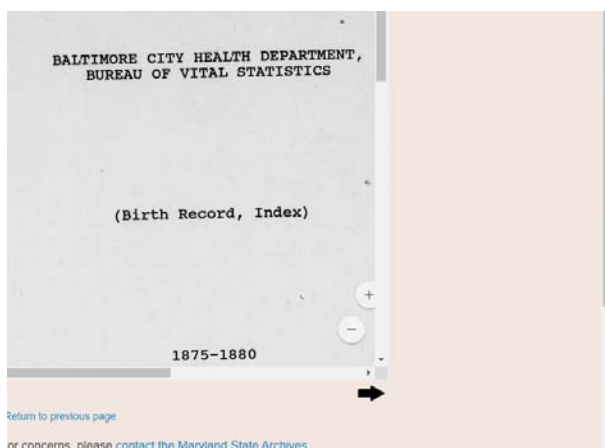 BALTIMORE CITY HEALTH DEPARTMENT,
BUREAU OF VITAL STATISTICS
(Birth Record, Index)
1875-1880
Return to previous page
or concerns, please contact the Maryland State Archives